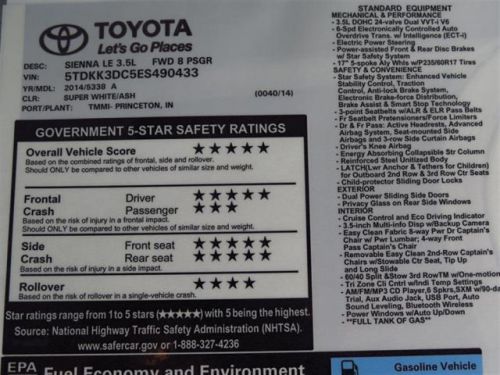 TOYOTA
Let's Go Places
DESC: SIENNA LE 3.5L FWD 8 PSGR
VIN: 5TDKK3DC5ES490433
YR/MDL: 2014/5338 A
CLR: SUPER WHITE/ASH (0040/14)
PORT/PLANT: TMMI- PRINCETON, IN
GOVERNMENT 5-STAR SAFETY RATINGS
Overall Vehicle Score ★★★★★
Based on the combined ratings of frontal, side and rollover.
Should ONLY be compared to other vehicles of similar size and weight.
Frontal Driver ★★★★
Crash Passenger ★★★
Based on the risk of injury in a frontal impact.
Should ONLY be compared to other vehicles of similar size and weight.
Side Front seat ★★★★★
Crash Rear seat ★★★★★
Based on the risk of injury in a side impact.
Rollover ★★★★
Based on the risk of rollover in a single-vehicle crash.
Star ratings range from 1 to 5 stars (★★★★★) with 5 being the highest.
Source: National Highway Traffic Safety Administration (NHTSA).
www.safercar.gov or 1-888-327-4236
EPA Fuel Economy and Environment
Gasoline Vehicle
STANDARD EQUIPMENT
MECHANICAL & PERFORMANCE
- 3.5L DOHC 24-valve Dual VVT-i V6
- 6-Spd Electronically Controlled Auto
Overdrive Trans. w/ Intelligence (ECT-i)
- Electric Power Steering
- Power-assisted Front & Rear Disc Brakes
w/ Star Safety System
- 17" 5-spoke Aly Whls w/P235/60R17 Tires
SAFETY & CONVENIENCE
- Star Safety System: Enhanced Vehicle
Stability Control, Traction
Control, Anti-lock Brake System,
Electronic Brake-force Distribution,
Brake Assist & Smart Stop Technology
- 3-point Seatbelts w/ALR & ELR Pass Belts
- Fr Seatbelt Pretensioners/Force Limiters
- Dr & Fr Pass: Active Headrests, Advanced
Airbag System, Seat-mounted Side
Airbags and 3-row Side Curtain Airbags
- Driver's Knee Airbag
- Energy Absorbing Collapsible Str Column
- Reinforced Steel Unitized Body
- LATCH(Lwr Anchor & Tethers for Children)
for Outboard 2nd Row & 3rd Row Ctr Seats
- Child-protector Sliding Door Locks
EXTERIOR
- Dual Power Sliding Side Doors
- Privacy Glass on Rear Side Windows
INTERIOR
- Cruise Control and Eco Driving Indicator
- 3.5-inch Multi-info Disp w/Backup Camera
- Easy Clean Fabric 8-way Pwr Dr Captain's
Chair w/ Pwr Lumbar; 4-way Front
Pass Captain's Chair
- Removable Easy Clean 2nd-Row Captain's
Chairs w/Stowable Ctr Seat, Tip Up
and Long Slide
- 60/40 Split &Stow 3rd RowTM w/One-motion
- Tri Zone Cli Cntrl w/Indi Temp Settings
- AM/FM/MP3 CD Player,6 Spkrs,SXM w/90-day
Trial, Aux Audio Jack, USB Port, Auto
Sound Leveling, Bluetooth Wireless
- Power Windows w/Auto Up/Down
- **FULL TANK OF GAS**